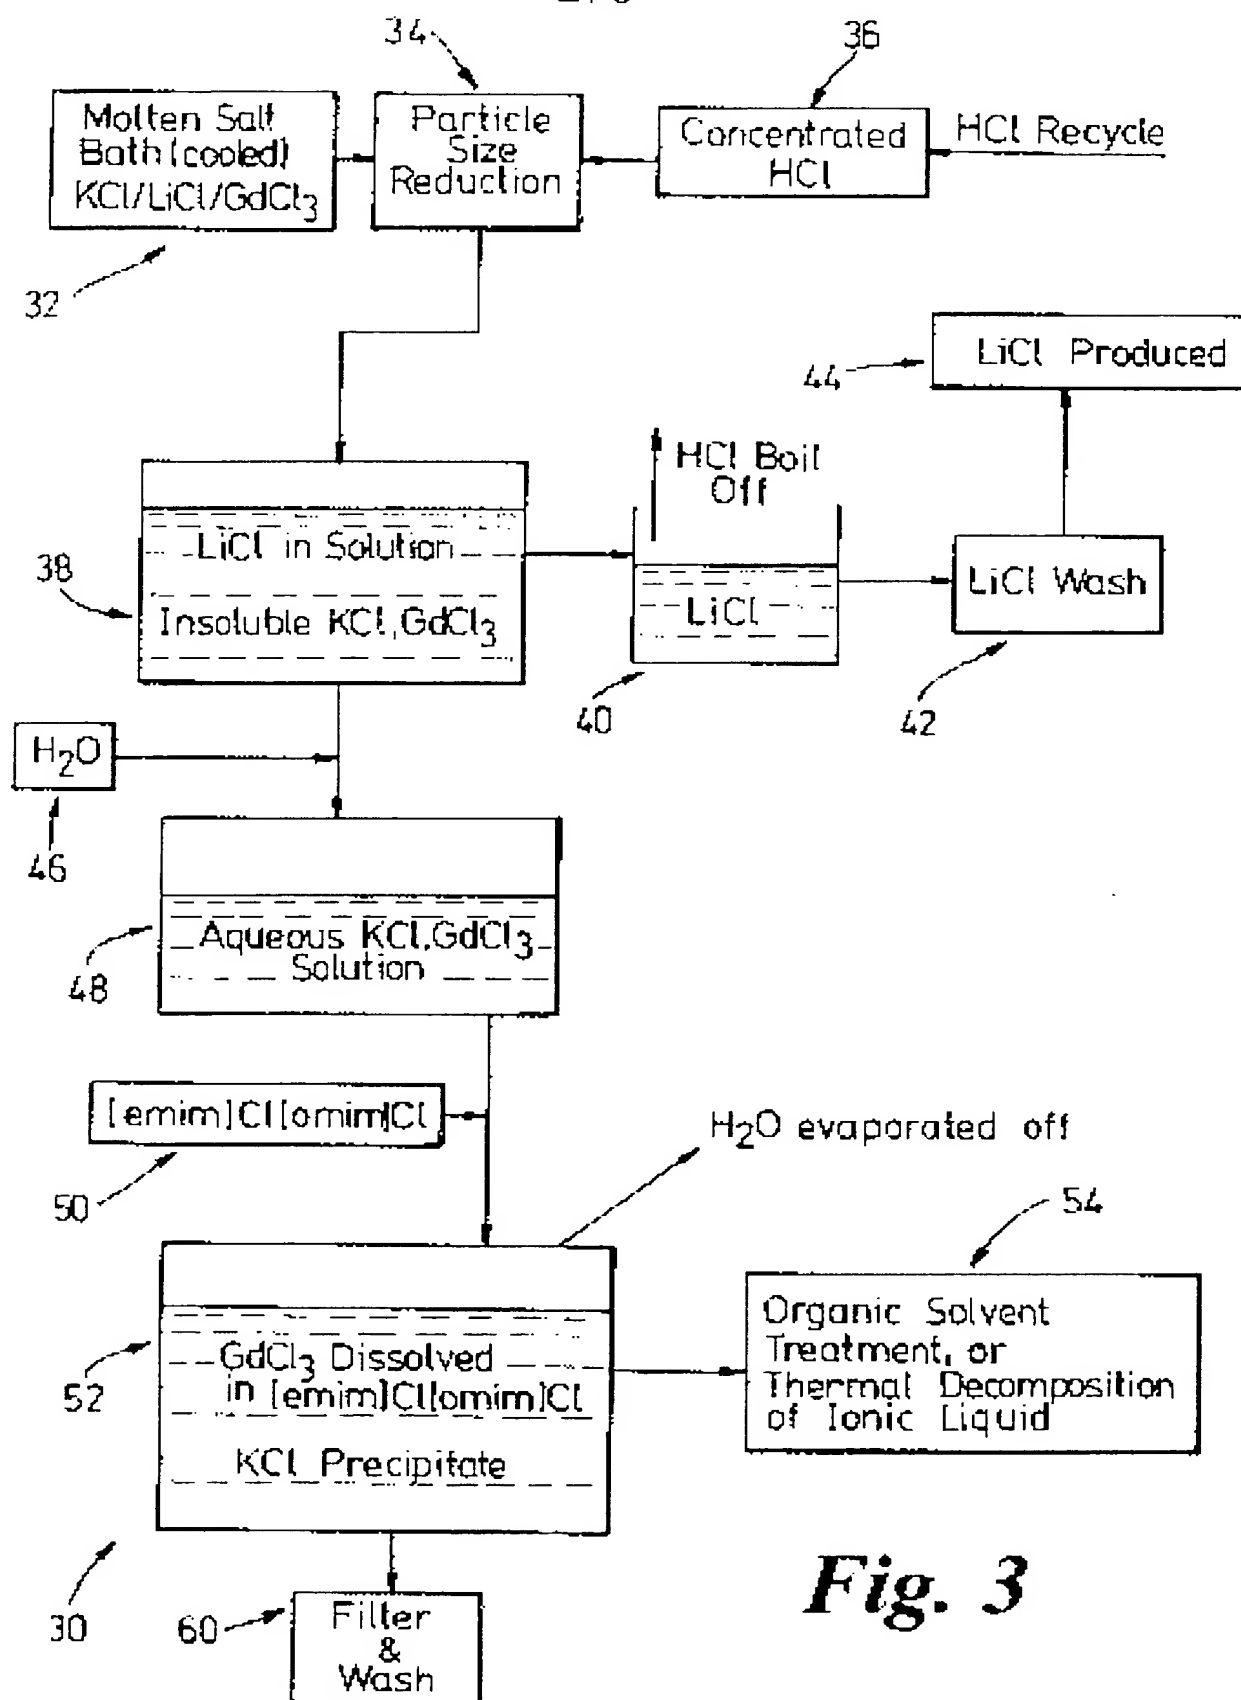 34
36
Molten Salt
Bath (cooled)
KCl/LiCl/GdCl3
Particle
Size
Reduction
Concentrated
HCl
HCl Recycle
32
44
LiCl Produced
HCl Boil
Off
LiCl in Solution
38
Insoluble KCl,GdCl3
LiCl
LiCl Wash
40
42
H2O
46
Aqueous KCl,GdCl3
Solution
48
[emim]Cl[omim]Cl
H2O evaporated off
50
54
GdCl3 Dissolved
in [emim]Cl[omim]Cl
52
KCl Precipitate
Organic Solvent
Treatment, or
Thermal Decomposition
of Ionic Liquid
30
60
Filter
&
Wash
Fig. 3